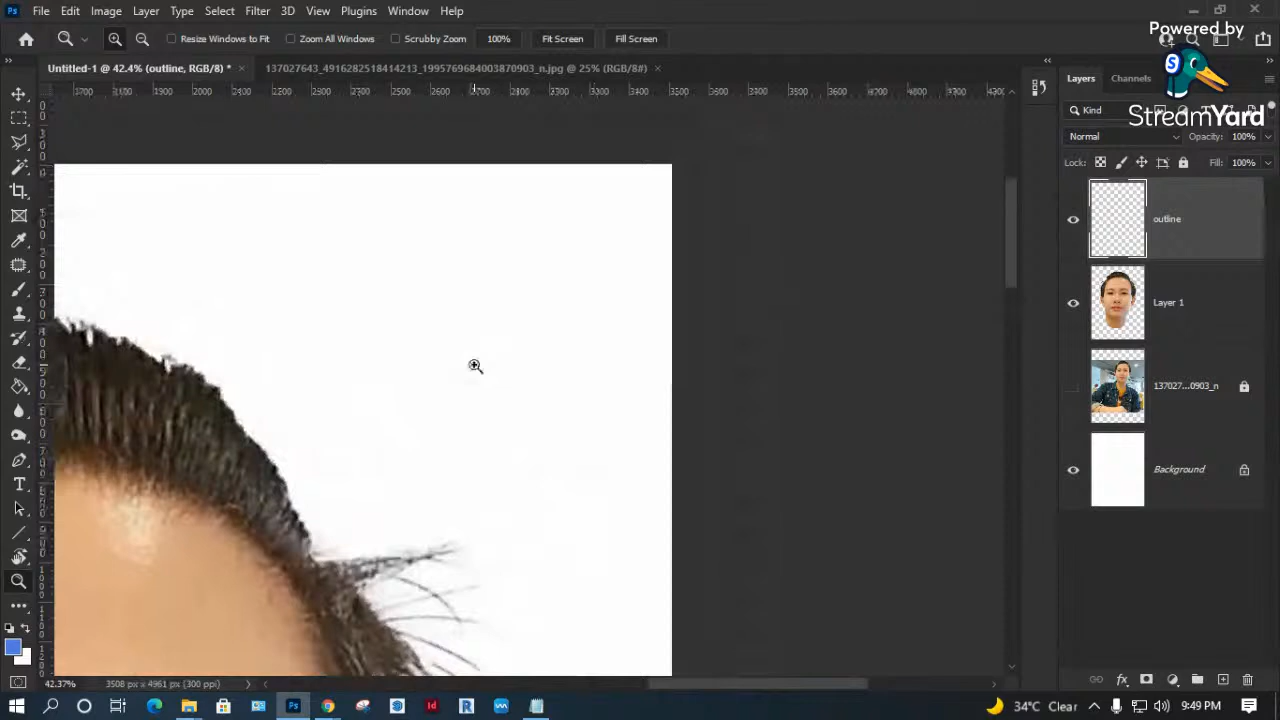 Ps File Edit Image Layer Type Select Filter 3D View Plugins Window Help
Powered by
StreamYard
Resize Windows to Fit Zoom All Windows Scrubby Zoom 100% Fit Screen Fill Screen
Untitled-1 @ 42.4% (outline, RGB/8) * ×
137027643_4916282518414213_1995769684003870903_n.jpg @ 25% (RGB/8#) ×
Layers Channels
Kind
Normal Opacity: 100%
Lock: Fill: 100%
outline
Layer 1
137027...0903_n
Background
42.37% 3508 px x 4961 px (300 ppi)
34°C Clear 9:49 PM